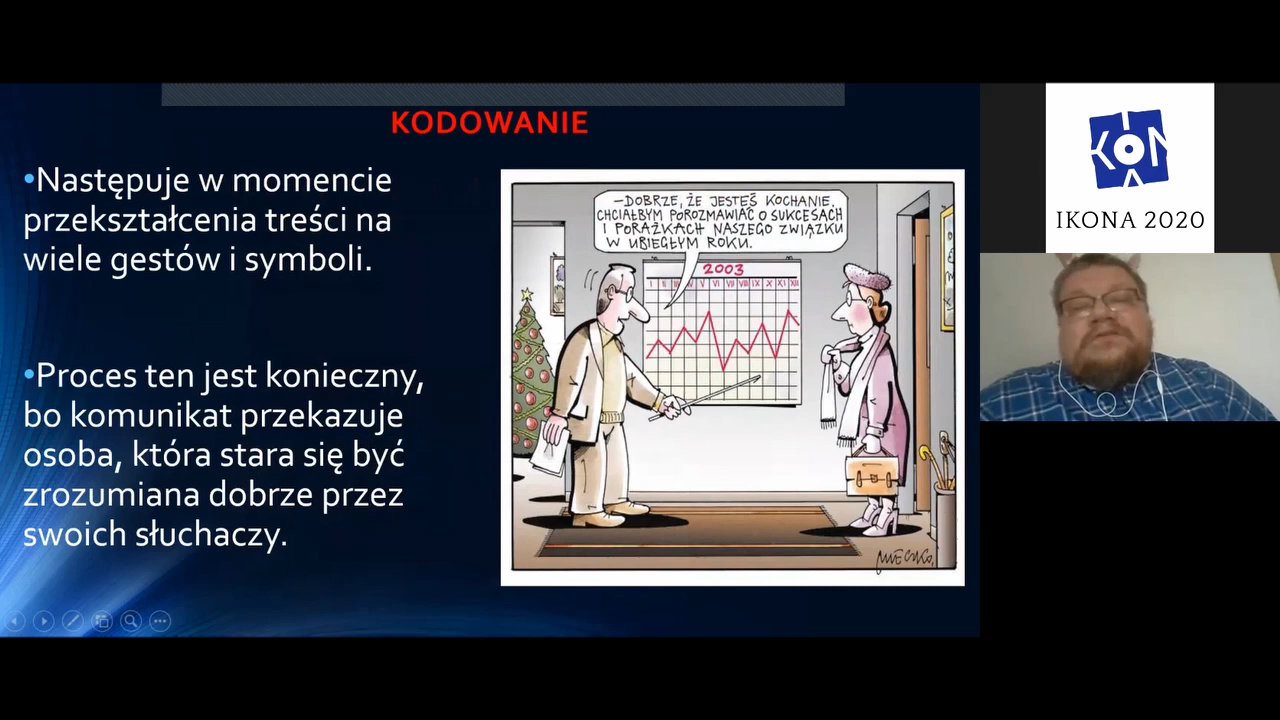 KODOWANIE
•Następuje w momencie
przekształcenia treści na
wiele gestów i symboli.
•Proces ten jest konieczny,
bo komunikat przekazuje
osoba, która stara się być
zrozumiana dobrze przez
swoich słuchaczy.
–DOBRZE, ŻE JESTEŚ KOCHANIE.
CHCIAŁBYM POROZMAWIAĆ O SUKCESACH
I PORAŻKACH NASZEGO ZWIĄZKU
W UBIEGŁYM ROKU.
2003
I II III IV V VI VII VIII IX X XI XII
MLECZKO
IKONA
IKONA 2020